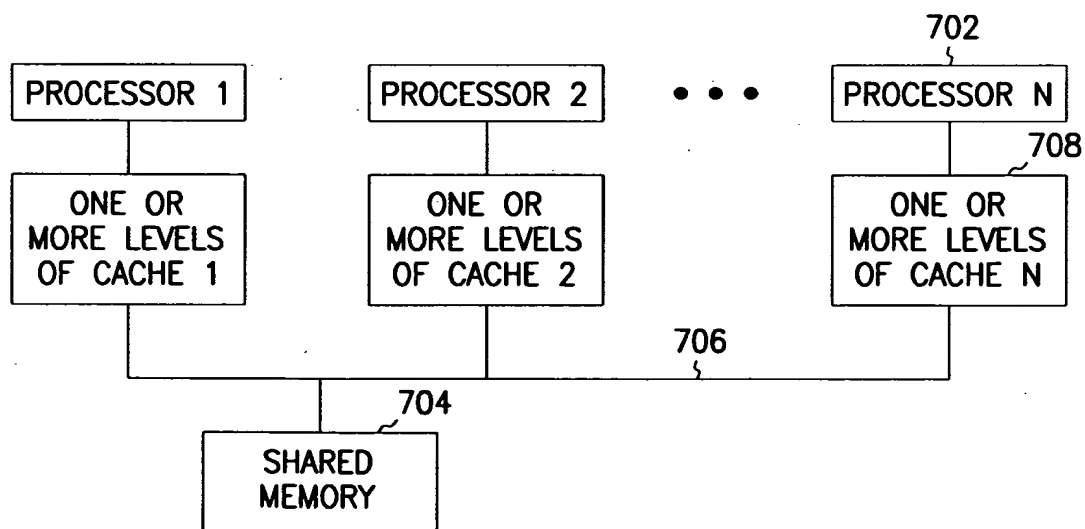 702
PROCESSOR 1
PROCESSOR 2
PROCESSOR N
708
ONE OR
MORE LEVELS
OF CACHE 1
ONE OR
MORE LEVELS
OF CACHE 2
ONE OR
MORE LEVELS
OF CACHE N
706
704
SHARED
MEMORY